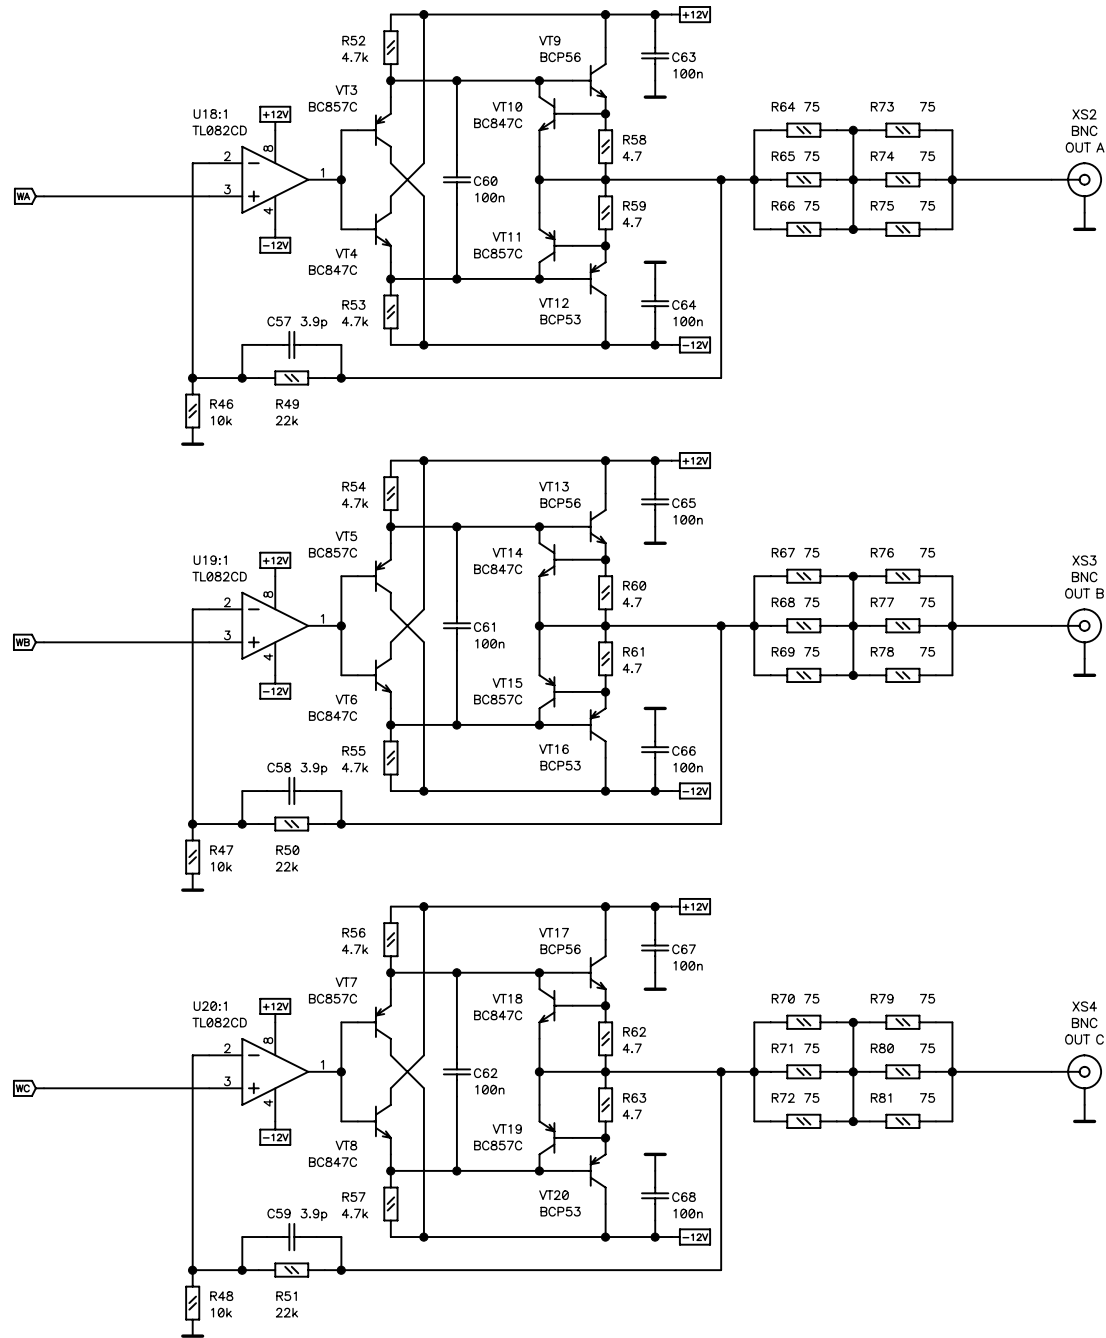 +12V
R52
4.7k
VT9
BCP56
C63
100n
VT3
BC857C
U18:1
TL082CD
+12V
VT10
BC847C
R58
4.7
R64 75
R73 75
XS2
BNC
OUT A
8
2
1
3
4
WA
-12V
R65 75
R74 75
C60
100n
R66 75
R75 75
R59
4.7
VT4
BC847C
VT11
BC857C
R53
4.7k
VT12
BCP53
C64
100n
-12V
C57 3.9p
R46
10k
R49
22k
+12V
R54
4.7k
VT13
BCP56
C65
100n
VT5
BC857C
U19:1
TL082CD
+12V
VT14
BC847C
R60
4.7
R67 75
R76 75
XS3
BNC
OUT B
8
2
1
3
4
WB
-12V
R68 75
R77 75
C61
100n
R69 75
R78 75
R61
4.7
VT6
BC847C
VT15
BC857C
R55
4.7k
VT16
BCP53
C66
100n
-12V
C58 3.9p
R47
10k
R50
22k
+12V
R56
4.7k
VT17
BCP56
C67
100n
VT7
BC857C
U20:1
TL082CD
+12V
VT18
BC847C
R62
4.7
R70 75
R79 75
XS4
BNC
OUT C
8
2
1
3
4
WC
-12V
R71 75
R80 75
C62
100n
R72 75
R81 75
R63
4.7
VT8
BC847C
VT19
BC857C
R57
4.7k
VT20
BCP53
C68
100n
-12V
C59 3.9p
R48
10k
R51
22k